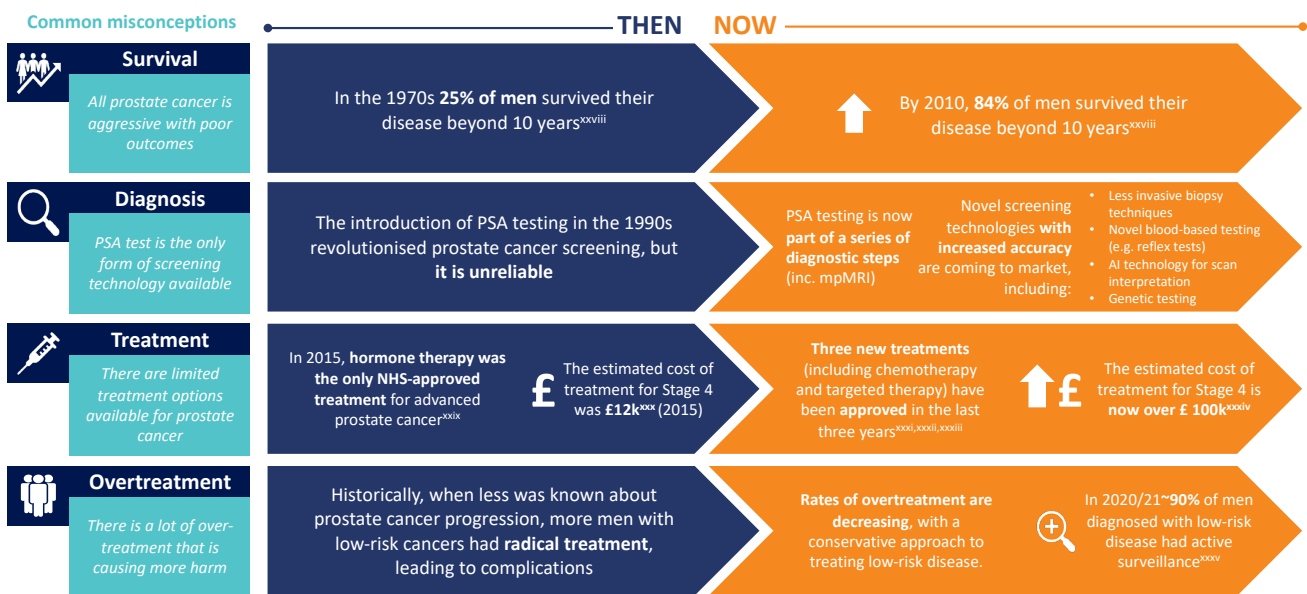 Common misconceptions
THEN NOW
Survival
All prostate cancer is
aggressive with poor
outcomes
In the 1970s 25% of men survived their
disease beyond 10 yearsxxviii
By 2010, 84% of men survived their
disease beyond 10 yearsxxviii
Diagnosis
PSA test is the only
form of screening
technology available
The introduction of PSA testing in the 1990s
revolutionised prostate cancer screening, but
it is unreliable
PSA testing is now
part of a series of
diagnostic steps
(inc. mpMRI)
Novel screening
technologies with
increased accuracy
are coming to market,
including:
• Less invasive biopsy
techniques
• Novel blood-based testing
(e.g. reflex tests)
• AI technology for scan
interpretation
• Genetic testing
Treatment
There are limited
treatment options
available for prostate
cancer
In 2015, hormone therapy was
the only NHS-approved
treatment for advanced
prostate cancerxxix
£
The estimated cost of
treatment for Stage 4
was £12kxxx (2015)
Three new treatments
(including chemotherapy
and targeted therapy) have
been approved in the last
three yearsxxxi,xxxii,xxxiii
£
The estimated cost of
treatment for Stage 4 is
now over £ 100kxxxiv
Overtreatment
There is a lot of over-
treatment that is
causing more harm
Historically, when less was known about
prostate cancer progression, more men with
low-risk cancers had radical treatment,
leading to complications
Rates of overtreatment are
decreasing, with a
conservative approach to
treating low-risk disease.
In 2020/21~90% of men
diagnosed with low-risk
disease had active
surveillancexxxv